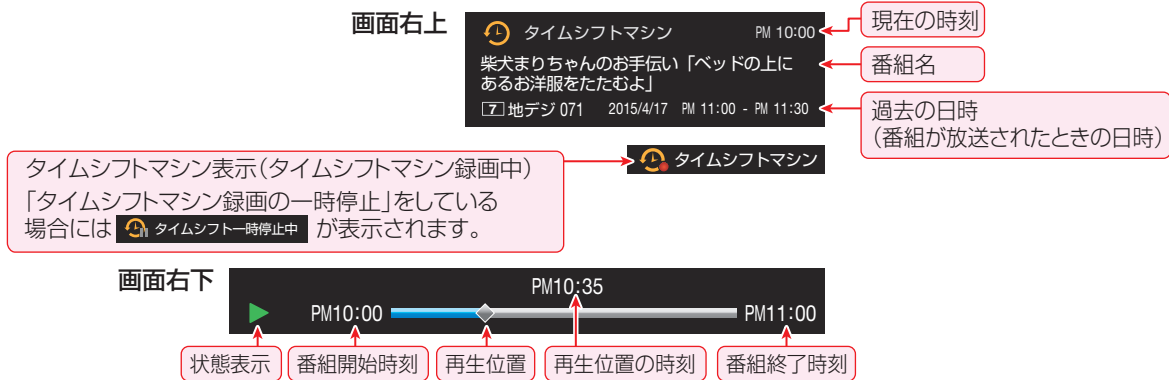 画面右上
タイムシフトマシン PM 10:00
柴犬まりちゃんのお手伝い「ベッドの上に
あるお洋服をたたむよ」
7 地デジ 071 2015/4/17 PM 11:00 - PM 11:30
現在の時刻
番組名
過去の日時
(番組が放送されたときの日時)
タイムシフトマシン表示(タイムシフトマシン録画中)
「タイムシフトマシン録画の一時停止」をしている
場合には タイムシフト一時停止中 が表示されます。
タイムシフトマシン
画面右下
PM10:35
PM10:00 PM11:00
状態表示 番組開始時刻 再生位置 再生位置の時刻 番組終了時刻